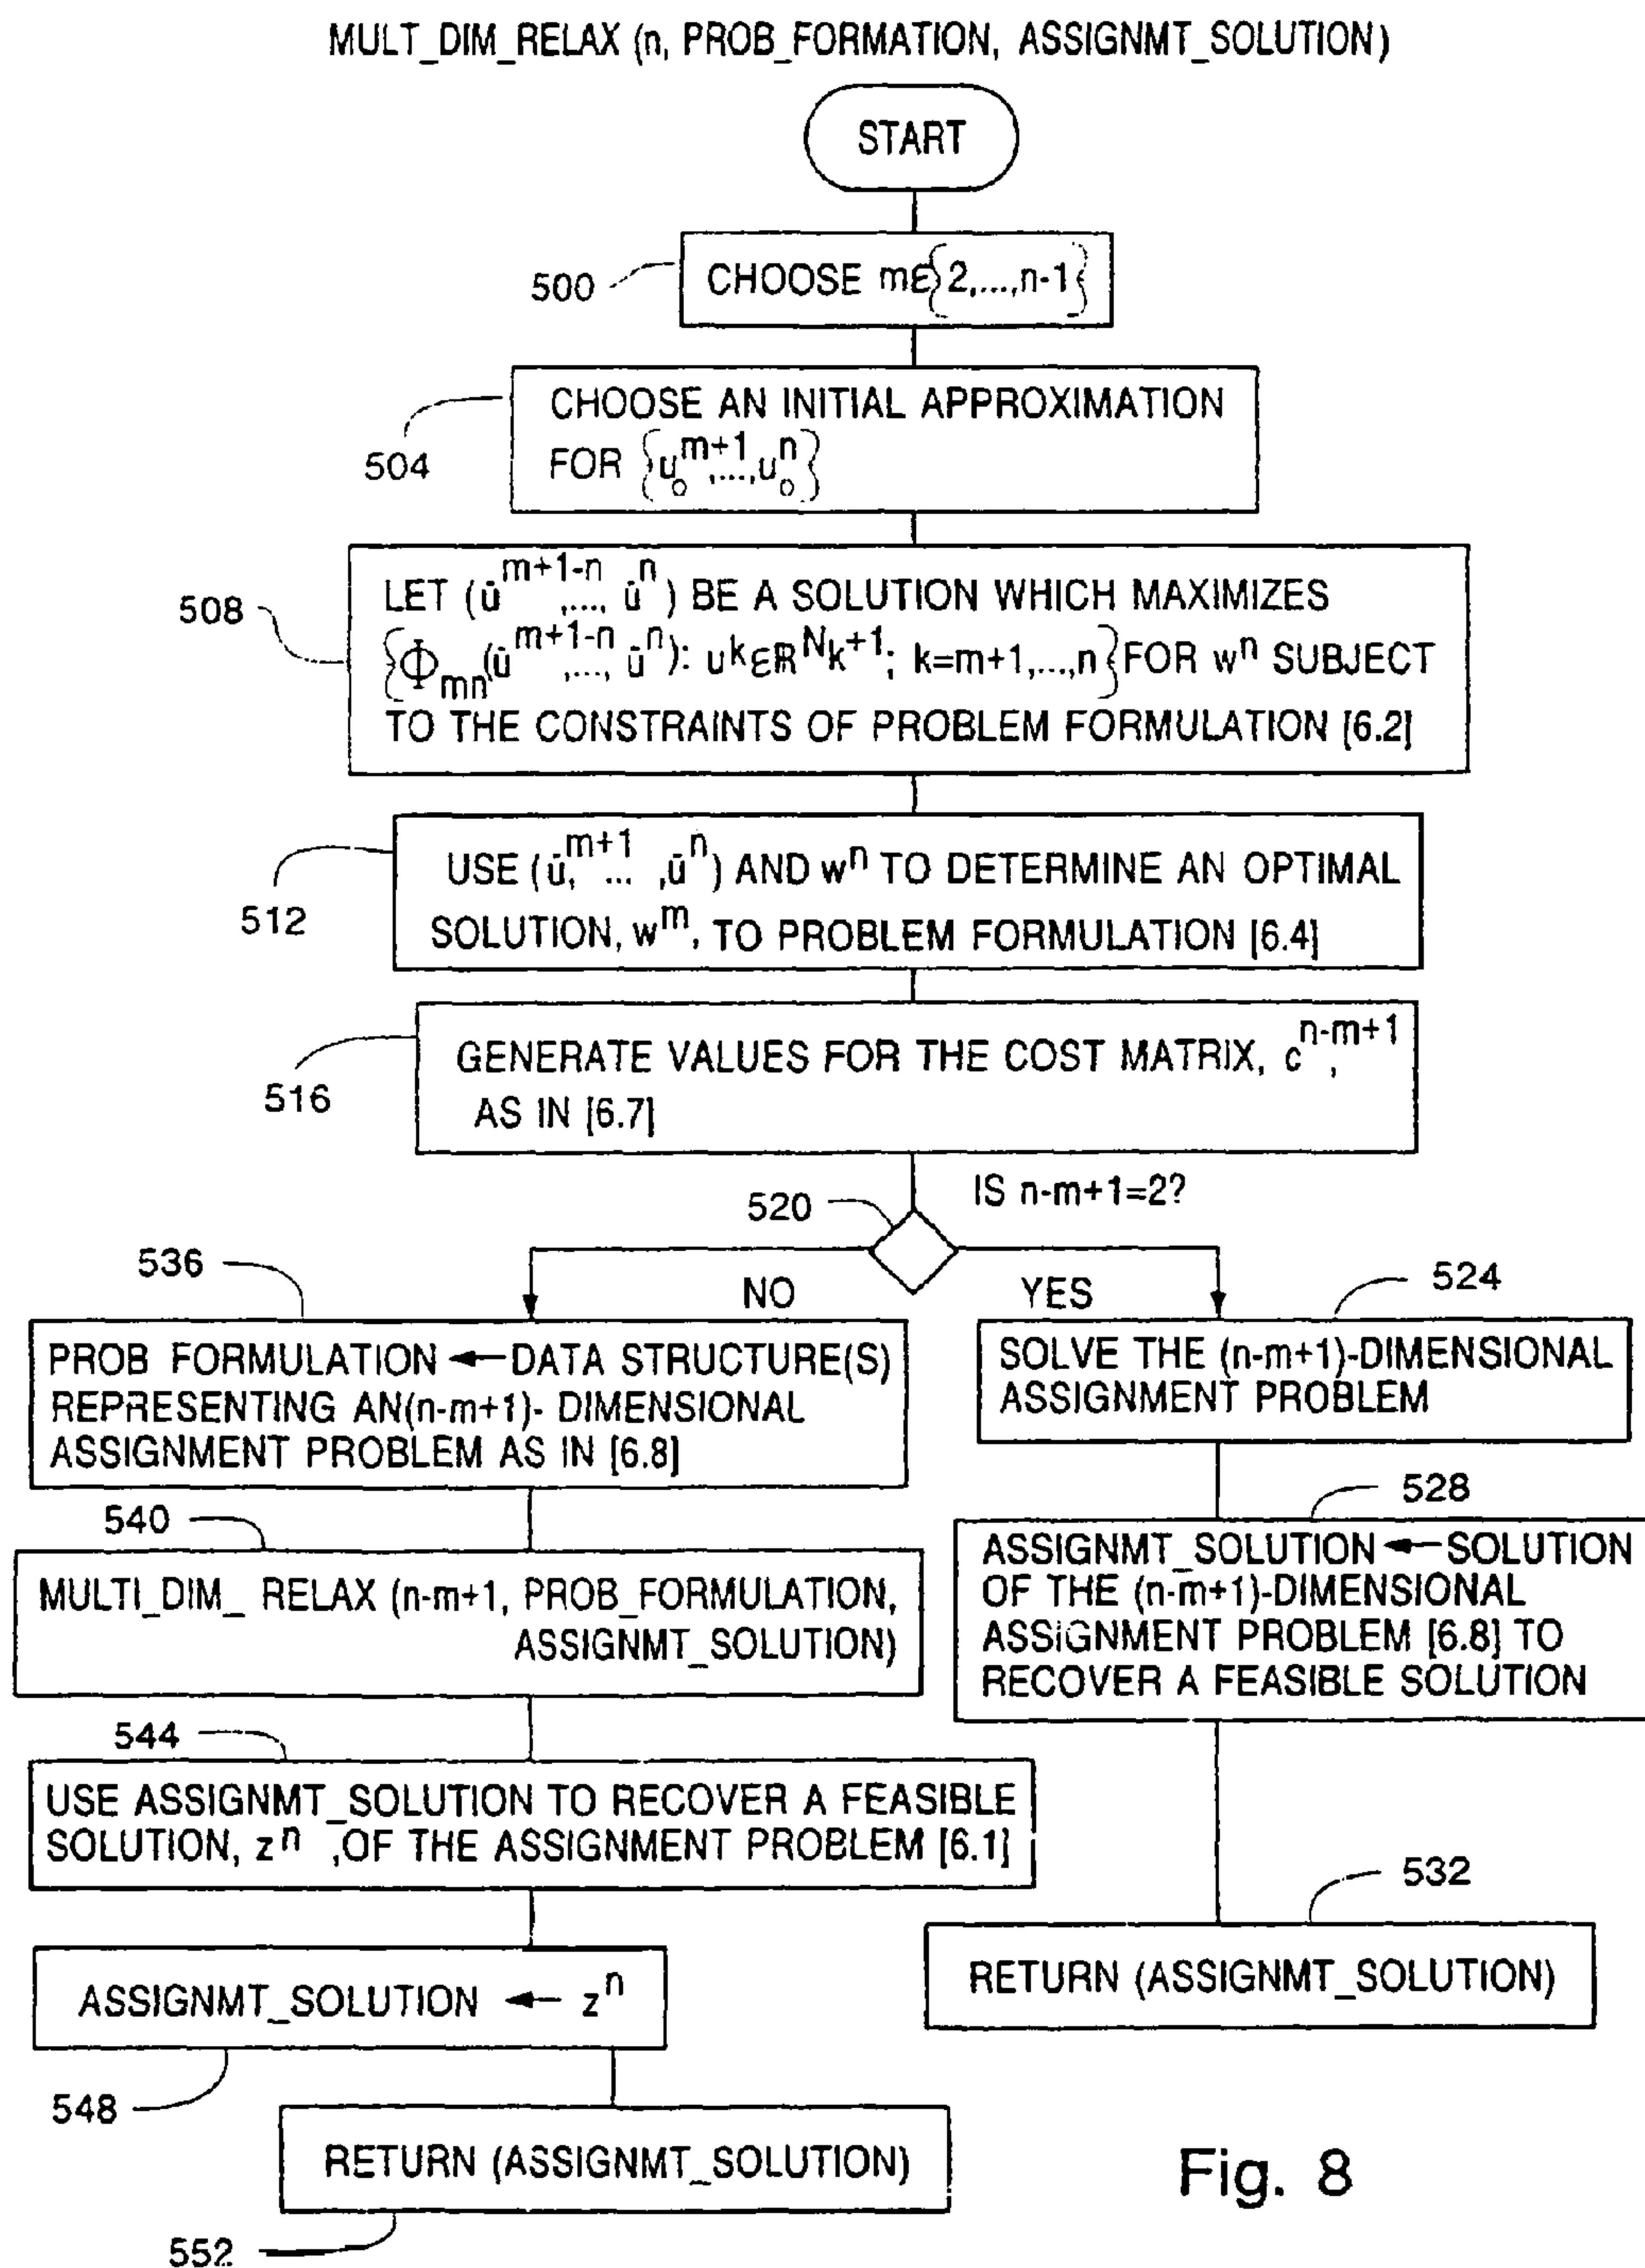 MULT_DIM_RELAX (n, PROB_FORMATION, ASSIGNMT_SOLUTION)
START
500
CHOOSE mε{2,...,n-1}
504
CHOOSE AN INITIAL APPROXIMATION
FOR {u₀^m+1,...,u₀^n}
508
LET (û^m+1-n,..., û^n) BE A SOLUTION WHICH MAXIMIZES
{Φ_mn(û^m+1-n,..., û^n): u^k ε ℝ^N_k+1; k=m+1,...,n} FOR w^n SUBJECT
TO THE CONSTRAINTS OF PROBLEM FORMULATION [6.2]
512
USE (û,^m+1... ,û^n) AND w^n TO DETERMINE AN OPTIMAL
SOLUTION, w^m, TO PROBLEM FORMULATION [6.4]
516
GENERATE VALUES FOR THE COST MATRIX, c^n-m+1,
AS IN [6.7]
520
IS n-m+1=2?
NO
YES
536
PROB FORMULATION ←DATA STRUCTURE(S)
REPRESENTING AN(n-m+1)- DIMENSIONAL
ASSIGNMENT PROBLEM AS IN [6.8]
540
MULTI_DIM_ RELAX (n-m+1, PROB_FORMULATION,
ASSIGNMT_SOLUTION)
544
USE ASSIGNMT_SOLUTION TO RECOVER A FEASIBLE
SOLUTION, z^n ,OF THE ASSIGNMENT PROBLEM [6.1]
548
ASSIGNMT_SOLUTION ← z^n
552
RETURN (ASSIGNMT_SOLUTION)
524
SOLVE THE (n-m+1)-DIMENSIONAL
ASSIGNMENT PROBLEM
528
ASSIGNMT_SOLUTION ←SOLUTION
OF THE (n-m+1)-DIMENSIONAL
ASSIGNMENT PROBLEM [6.8] TO
RECOVER A FEASIBLE SOLUTION
532
RETURN (ASSIGNMT_SOLUTION)
Fig. 8